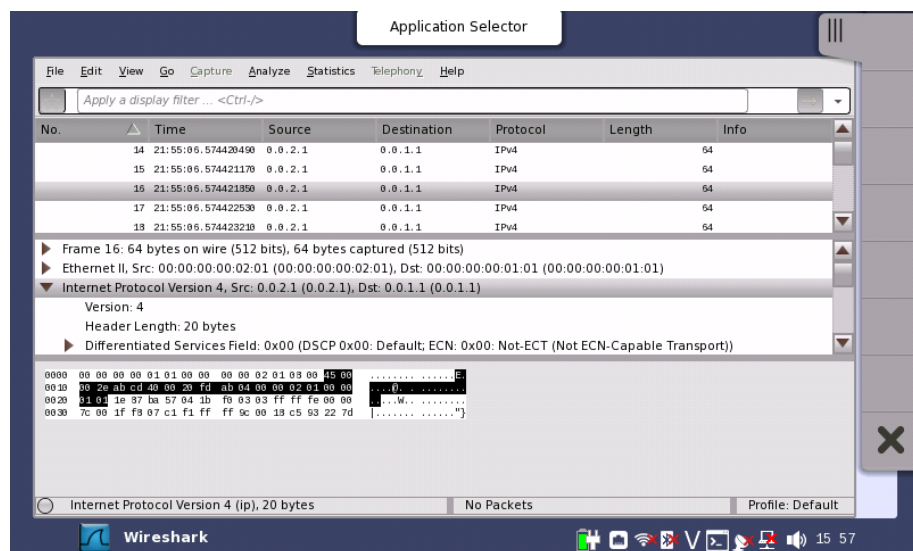 Application Selector
File Edit View Go Capture Analyze Statistics Telephony Help
Apply a display filter ... <Ctrl-/>
No. Time Source Destination Protocol Length Info
14 21:55:06.574420490 0.0.2.1 0.0.1.1 IPv4 64
15 21:55:06.574421170 0.0.2.1 0.0.1.1 IPv4 64
16 21:55:06.574421850 0.0.2.1 0.0.1.1 IPv4 64
17 21:55:06.574422530 0.0.2.1 0.0.1.1 IPv4 64
18 21:55:06.574423210 0.0.2.1 0.0.1.1 IPv4 64
Frame 16: 64 bytes on wire (512 bits), 64 bytes captured (512 bits)
Ethernet II, Src: 00:00:00:00:02:01 (00:00:00:00:02:01), Dst: 00:00:00:00:01:01 (00:00:00:00:01:01)
Internet Protocol Version 4, Src: 0.0.2.1 (0.0.2.1), Dst: 0.0.1.1 (0.0.1.1)
Version: 4
Header Length: 20 bytes
Differentiated Services Field: 0x00 (DSCP 0x00: Default; ECN: 0x00: Not-ECT (Not ECN-Capable Transport))
0000 00 00 00 00 01 01 00 00 00 00 02 01 08 00 45 00 ........ ......E.
0010 00 2e ab cd 40 00 20 fd ab 04 00 00 02 01 00 00 ....@. . ........
0020 01 01 1e 87 ba 57 04 1b f0 03 03 ff ff fe 00 00 .....W.. ........
0030 7c 00 1f f8 07 c1 f1 ff ff 9c 00 18 c5 93 22 7d |....... ......"}
Internet Protocol Version 4 (ip), 20 bytes No Packets Profile: Default
Wireshark 15 57